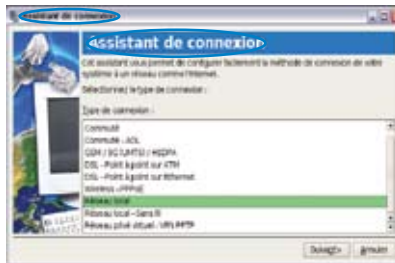 Assistant de connexion
Assistant de connexion
Cet assistant vous permet de configurer facilement la méthode de connexion de votre
système à un réseau comme l'Internet.
Sélectionnez le type de connexion :
Type de connexion :
Commuté
Commuté - AOL
GSM / 3G (UMTS) / HSDPA
DSL - Point à point sur ATM
DSL - Point à point sur Ethernet
Wireless - PPPoE
Réseau local
Réseau local - Sans fil
Réseau privé virtuel - VPN PPTP
Suivant>
Annuler